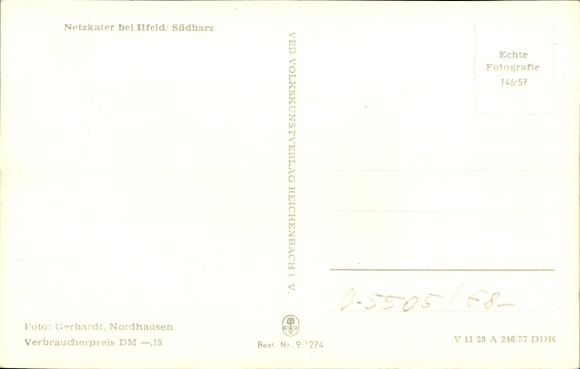 Netzkater bei Ilfeld/ Südharz
VEB VOLKSKUNSTVERLAG REICHENBACH i. V.
Echte
Fotografie
146/57
0-5505/E8-
Foto: Gerhardt, Nordhausen
Verbraucherpreis DM —,15
Best. Nr. 9/1274
V 11 28 A 246/57 DDR